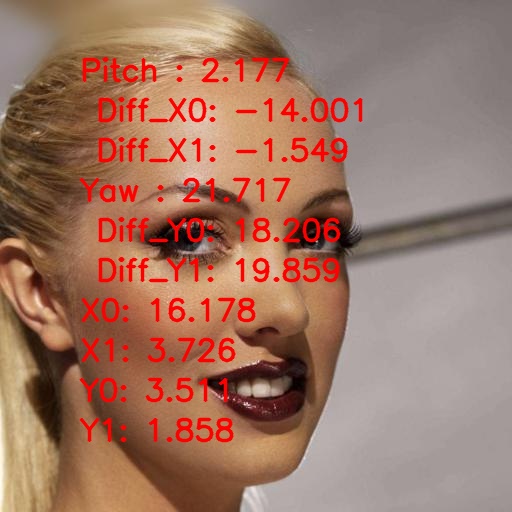 Pitch : 2.177
Diff_X0: -14.001
Diff_X1: -1.549
Yaw : 21.717
Diff_Y0: 18.206
Diff_Y1: 19.859
X0: 16.178
X1: 3.726
Y0: 3.511
Y1: 1.858